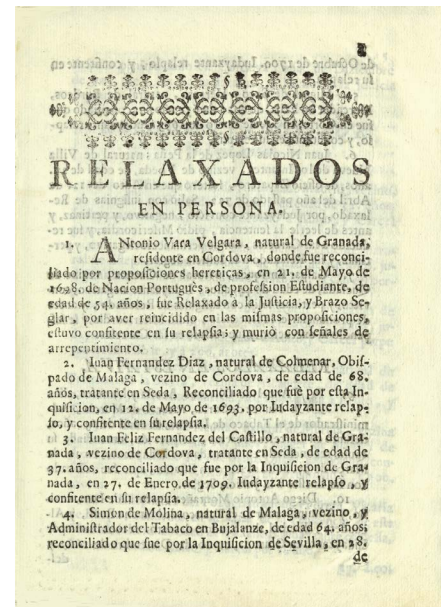 RELAXADOS
EN PERSONA.
1. ANtonio Vaca Velgara, natural de Granada,
residente en Cordova, donde fue reconci-
liado por proposiciones hereticas, en 21. de Mayo de
1698. de Nacion Portuguès, de profession Estudiante, de
edad de 54. años, fue Relaxado à la Justicia, y Brazo Se-
glar, por aver reincidido en las mismas proposiciones,
estuvo confitente en su relapsia; y murió con señales de
arrepentimiento.
2. Iuan Fernandez Diaz, natural de Colmenar, Obis-
pado de Malaga, vezino de Cordova, de edad de 68.
años, tratante en Seda, Reconciliado que fuè por esta In-
quisicion, en 12. de Mayo de 1693. por Iudayzante relap-
so, y confitente en su relapsia.
3. Iuan Feliz Fernandez del Castillo, natural de Gra-
nada, vezino de Cordova, tratante en Seda, de edad de
37. años, reconciliado que fue por la Inquisicion de Gra-
nada, en 27. de Enero de 1709. Iudayzante relapso, y
confitente en su relapsia.
4. Simon de Molina, natural de Malaga, vezino, y
Administrador del Tabaco en Bujalanze, de edad 64. años,
reconciliado que fue por la Inquisicion de Sevilla, en 28.
de